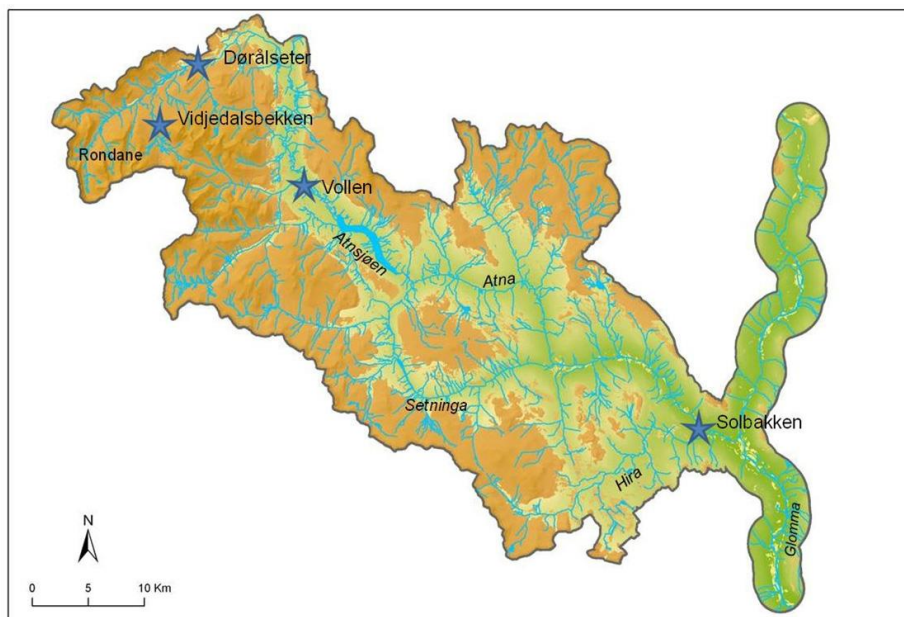 Dørålseter
Vidjedalsbekken
Rondane
Vollen
Atnsjøen
Atna
Setninga
Solbakken
Hira
Glomma
N
0 5 10 Km